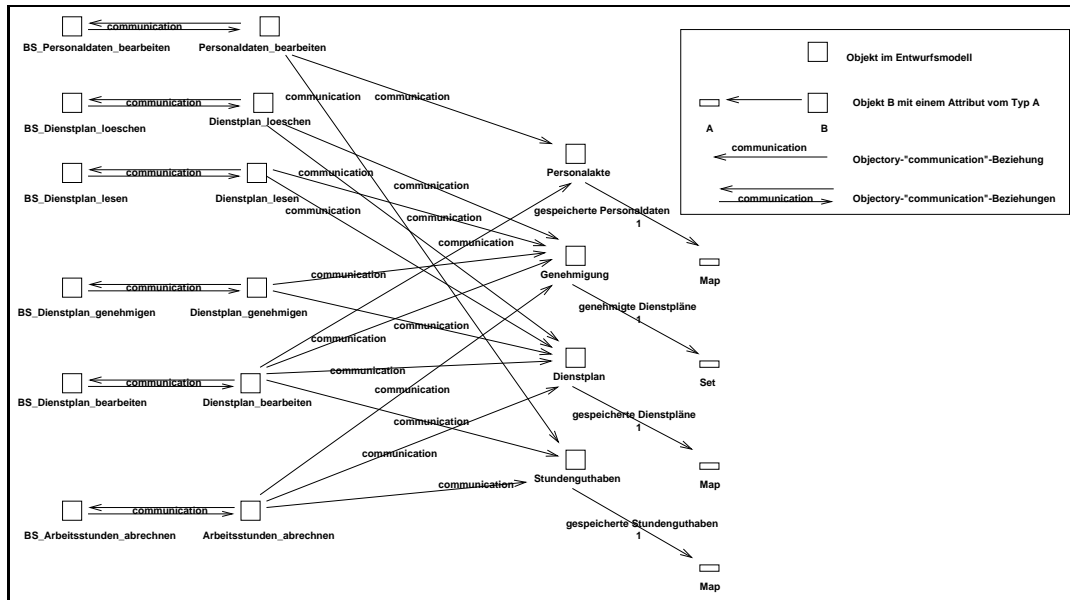 communication
BS_Personaldaten_bearbeiten
Personaldaten_bearbeiten
communication
BS_Dienstplan_loeschen
Dienstplan_loeschen
communication
communication
communication
BS_Dienstplan_lesen
Dienstplan_lesen
communication
communication
communication
communication
BS_Dienstplan_genehmigen
Dienstplan_genehmigen
communication
communication
communication
communication
BS_Dienstplan_bearbeiten
Dienstplan_bearbeiten
communication
communication
communication
communication
communication
BS_Arbeitsstunden_abrechnen
Arbeitsstunden_abrechnen
communication
Personalakte
gespeicherte Personaldaten
1
Map
Genehmigung
genehmigte Dienstpläne
1
Set
Dienstplan
gespeicherte Dienstpläne
1
Map
Stundenguthaben
gespeicherte Stundenguthaben
1
Map
Objekt im Entwurfsmodell
A
B
Objekt B mit einem Attribut vom Typ A
communication
Objectory-"communication"-Beziehung
communication
Objectory-"communication"-Beziehungen